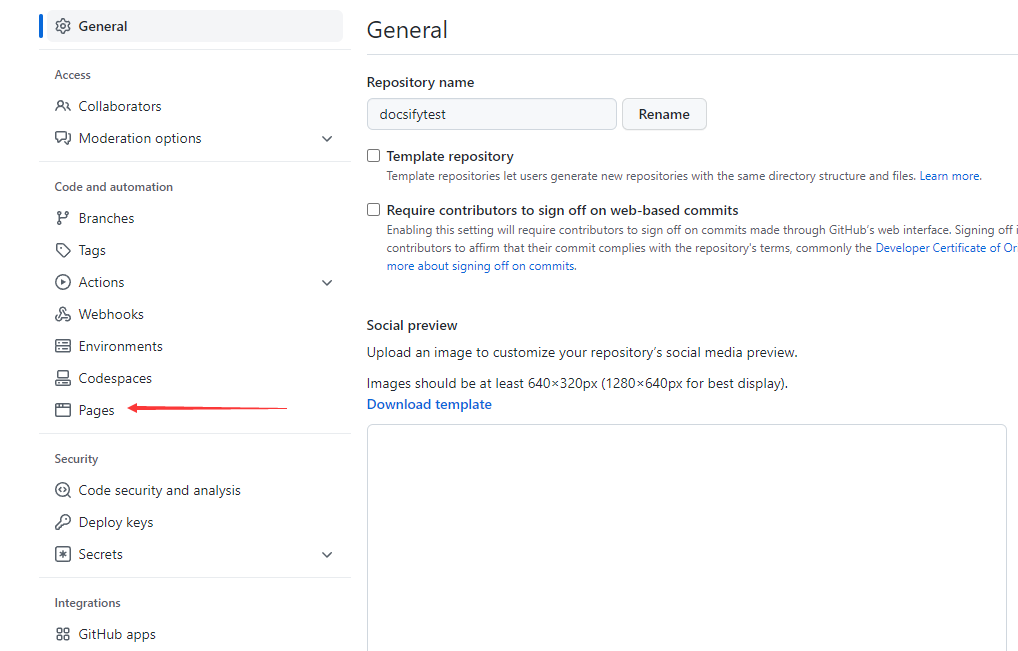 General
Access
Collaborators
Moderation options
Code and automation
Branches
Tags
Actions
Webhooks
Environments
Codespaces
Pages
Security
Code security and analysis
Deploy keys
Secrets
Integrations
GitHub apps
General
Repository name
docsifytest
Rename
Template repository
Template repositories let users generate new repositories with the same directory structure and files. Learn more.
Require contributors to sign off on web-based commits
Enabling this setting will require contributors to sign off on commits made through GitHub's web interface. Signing off i
contributors to affirm that their commit complies with the repository's terms, commonly the Developer Certificate of Or
more about signing off on commits.
Social preview
Upload an image to customize your repository's social media preview.
Images should be at least 640×320px (1280×640px for best display).
Download template